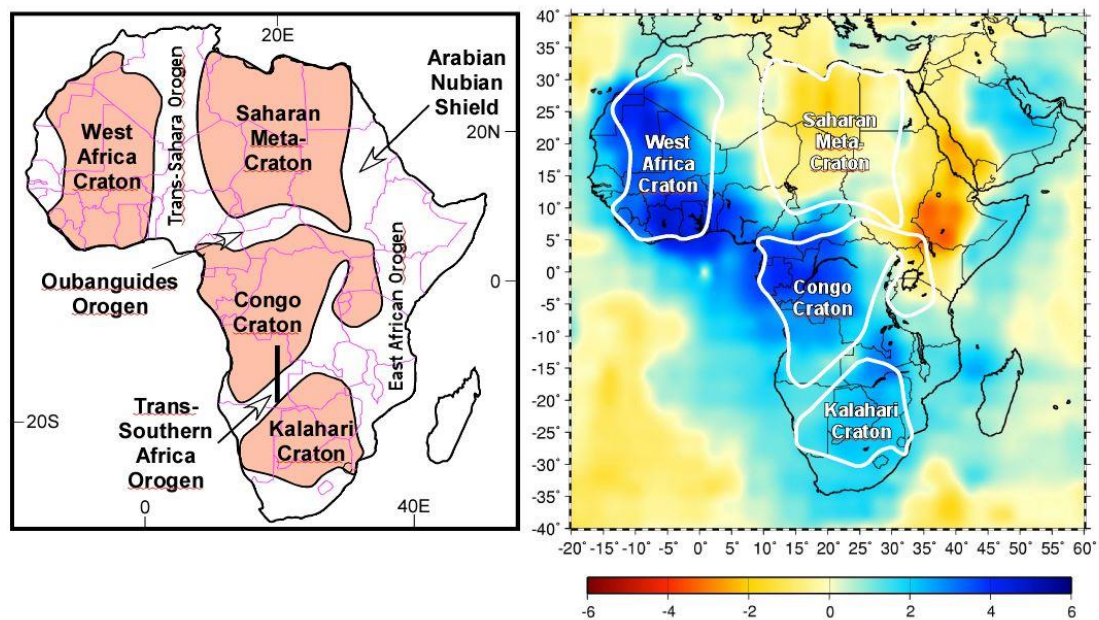 20E
Arabian
Nubian
Shield
Trans-Sahara Orogen
Saharan
Meta-
Craton
West
Africa
Craton
20N
Oubanguides
Orogen
0
Congo
Craton
East African Orogen
20S
Trans-
Southern
Africa
Orogen
Kalahari
Craton
0
40E
40°
35°
30°
25°
20°
15°
10°
5°
0°
-5°
-10°
-15°
-20°
-25°
-30°
-35°
-40°
Saharan
Meta-
Craton
West
Africa
Craton
Congo
Craton
Kalahari
Craton
-20 -15° -10° -5° 0° 5° 10° 15° 20° 25° 30° 35° 40° 45° 50° 55° 60°
-6 -4 -2 0 2 4 6